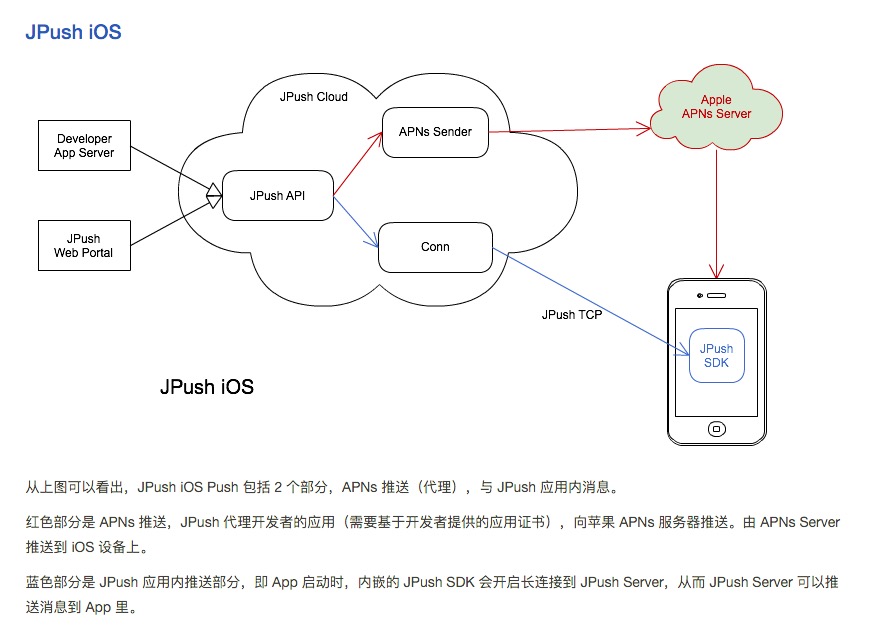 JPush iOS
JPush Cloud
Apple
APNs Server
APNs Sender
Developer
App Server
JPush API
JPush
Web Portal
Conn
JPush TCP
JPush
SDK
JPush iOS
从上图可以看出，JPush iOS Push 包括 2 个部分，APNs 推送（代理），与 JPush 应用内消息。
红色部分是 APNs 推送，JPush 代理开发者的应用（需要基于开发者提供的应用证书），向苹果 APNs 服务器推送。由 APNs Server
推送到 iOS 设备上。
蓝色部分是 JPush 应用内推送部分，即 App 启动时，内嵌的 JPush SDK 会开启长连接到 JPush Server，从而 JPush Server 可以推
送消息到 App 里。